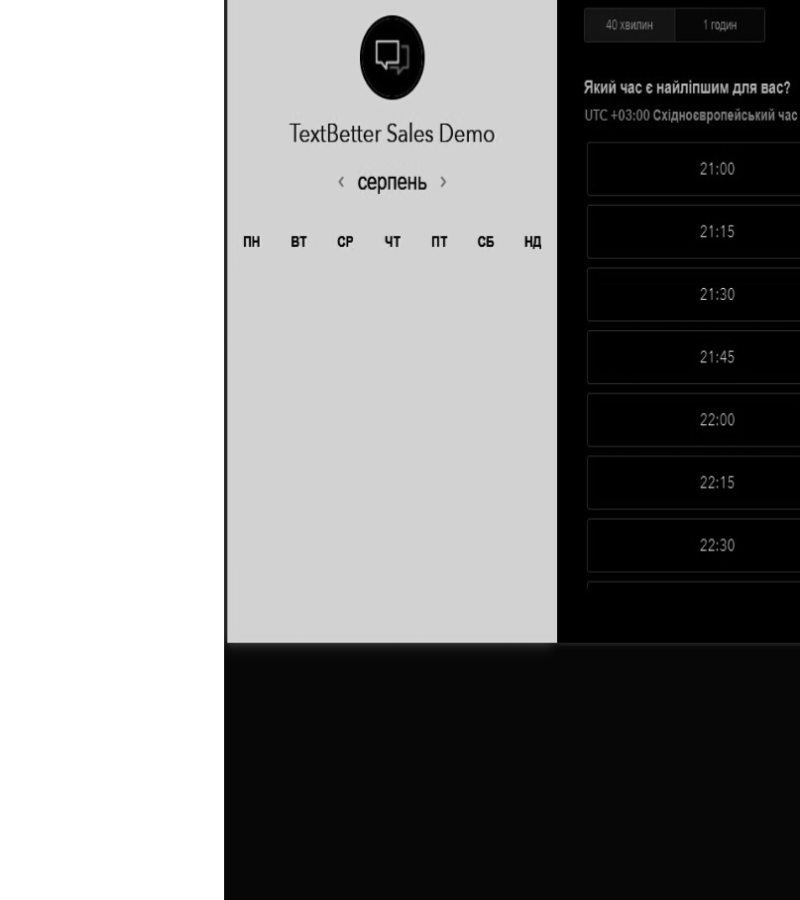 TextBetter Sales Demo
‹ серпень ›
ПН ВТ СР ЧТ ПТ СБ НД
40 хвилин 1 годин
Який час є найліпшим для вас?
UTC +03:00 Східноєвропейський час
21:00
21:15
21:30
21:45
22:00
22:15
22:30